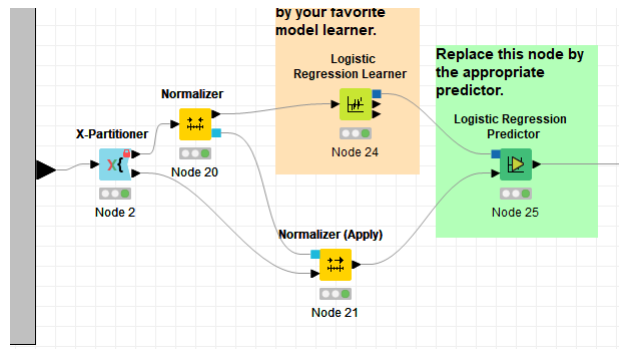 by your favorite
model learner.
Logistic
Regression Learner
Node 24
Replace this node by
the appropriate
predictor.
Logistic Regression
Predictor
Node 25
Normalizer
Node 20
X-Partitioner
X{
Node 2
Normalizer (Apply)
Node 21